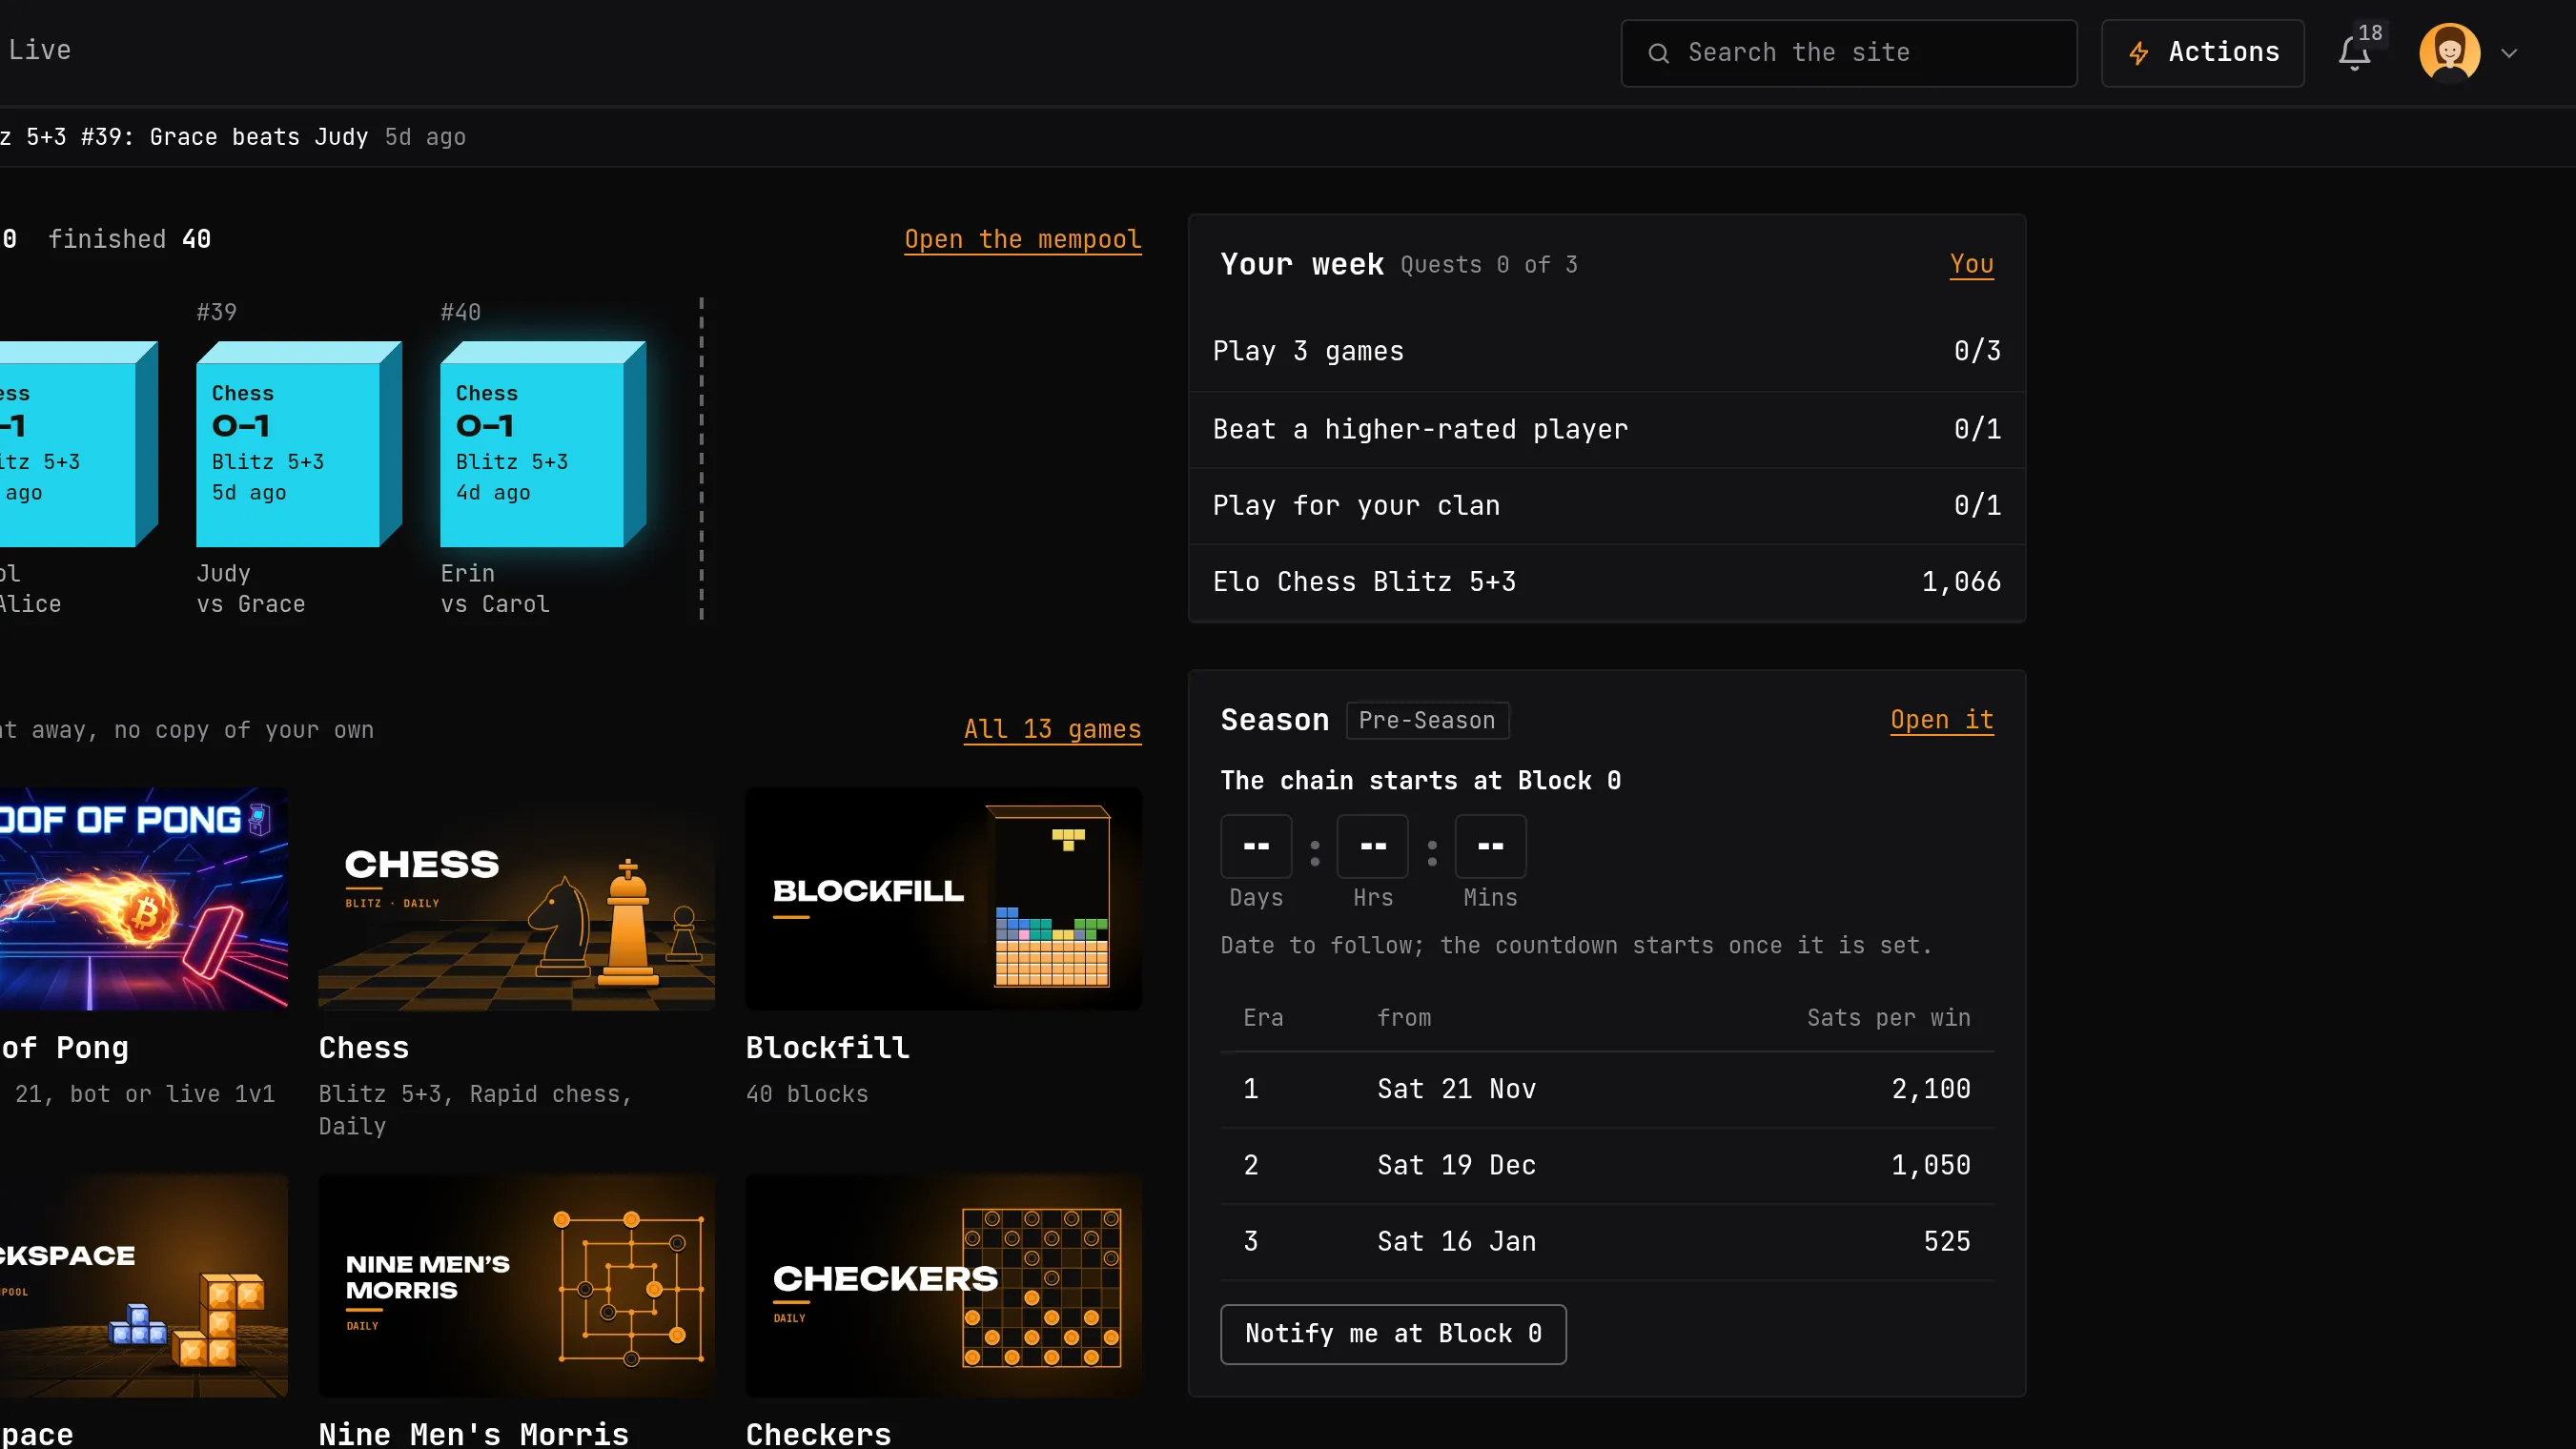 Live
Search the site
Actions
18
z 5+3 #39: Grace beats Judy 5d ago
0 finished 40
Open the mempool
#39
#40
ess
-1
itz 5+3
ago
Chess
0–1
Blitz 5+3
5d ago
Chess
0–1
Blitz 5+3
4d ago
ol
Alice
Judy
vs Grace
Erin
vs Carol
Your week Quests 0 of 3
You
Play 3 games 0/3
Beat a higher-rated player 0/1
Play for your clan 0/1
Elo Chess Blitz 5+3 1,066
t away, no copy of your own
All 13 games
OOF OF PONG
CHESS
BLITZ · DAILY
BLOCKFILL
of Pong
21, bot or live 1v1
Chess
Blitz 5+3, Rapid chess,
Daily
Blockfill
40 blocks
CKSPACE
POOL
NINE MEN'S
MORRIS
DAILY
CHECKERS
DAILY
pace
Nine Men's Morris
Checkers
Season Pre-Season
Open it
The chain starts at Block 0
-- : -- : --
Days Hrs Mins
Date to follow; the countdown starts once it is set.
Era from Sats per win
1 Sat 21 Nov 2,100
2 Sat 19 Dec 1,050
3 Sat 16 Jan 525
Notify me at Block 0